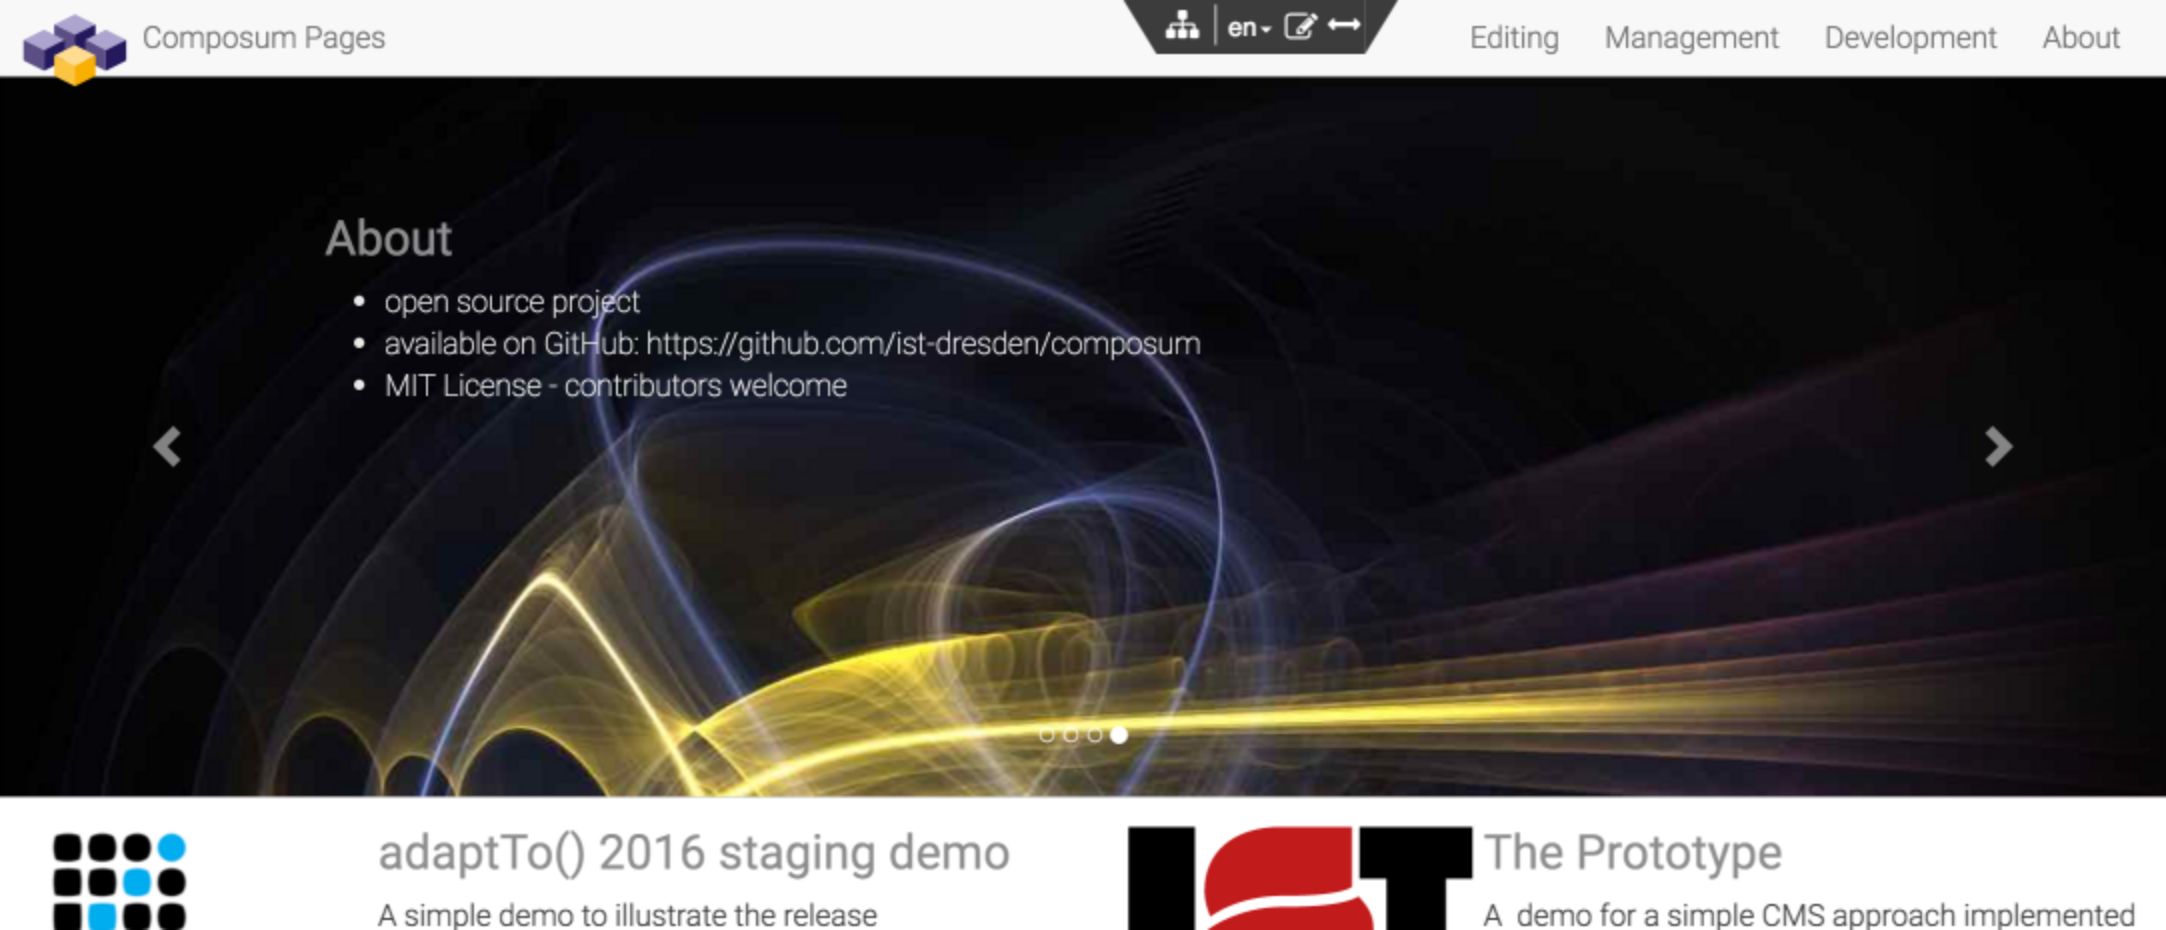 Composum Pages
en
Editing Management Development About
About
open source project
available on GitHub: https://github.com/ist-dresden/composum
MIT License - contributors welcome
adaptTo() 2016 staging demo
A simple demo to illustrate the release
IST
The Prototype
A demo for a simple CMS approach implemented